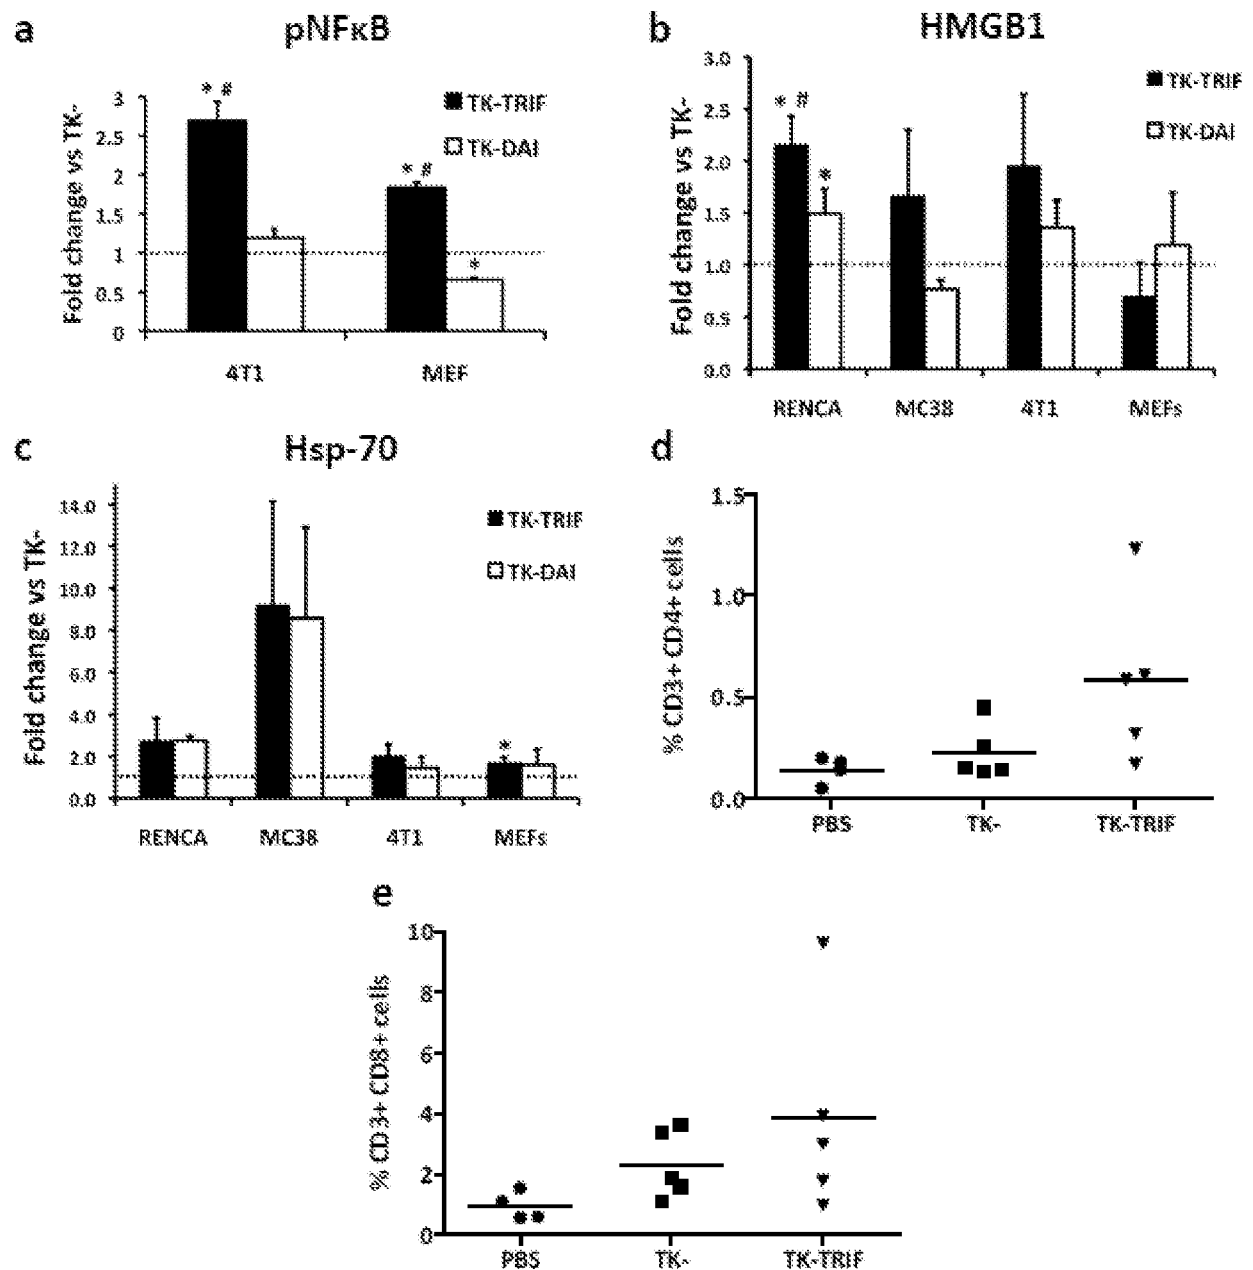 a
pNFκB
Fold change vs TK-
3
2.5
2
1.5
1
0.5
0
* #
* #
*
TK-TRIF
TK-DAI
4T1
MEF
b
HMGB1
Fold change vs TK-
3.0
2.5
2.0
1.5
1.0
0.5
0.0
* #
*
TK-TRIF
TK-DAI
RENCA
MC38
4T1
MEFs
c
Hsp-70
Fold change vs TK-
14.0
12.0
10.0
8.0
6.0
4.0
2.0
0.0
*
TK-TRIF
TK-DAI
RENCA
MC38
4T1
MEFs
d
% CD3+ CD4+ cells
1.5
1.0
0.5
0.0
PBS
TK-
TK-TRIF
e
% CD3+ CD8+ cells
10
8
6
4
2
0
PBS
TK-
TK-TRIF